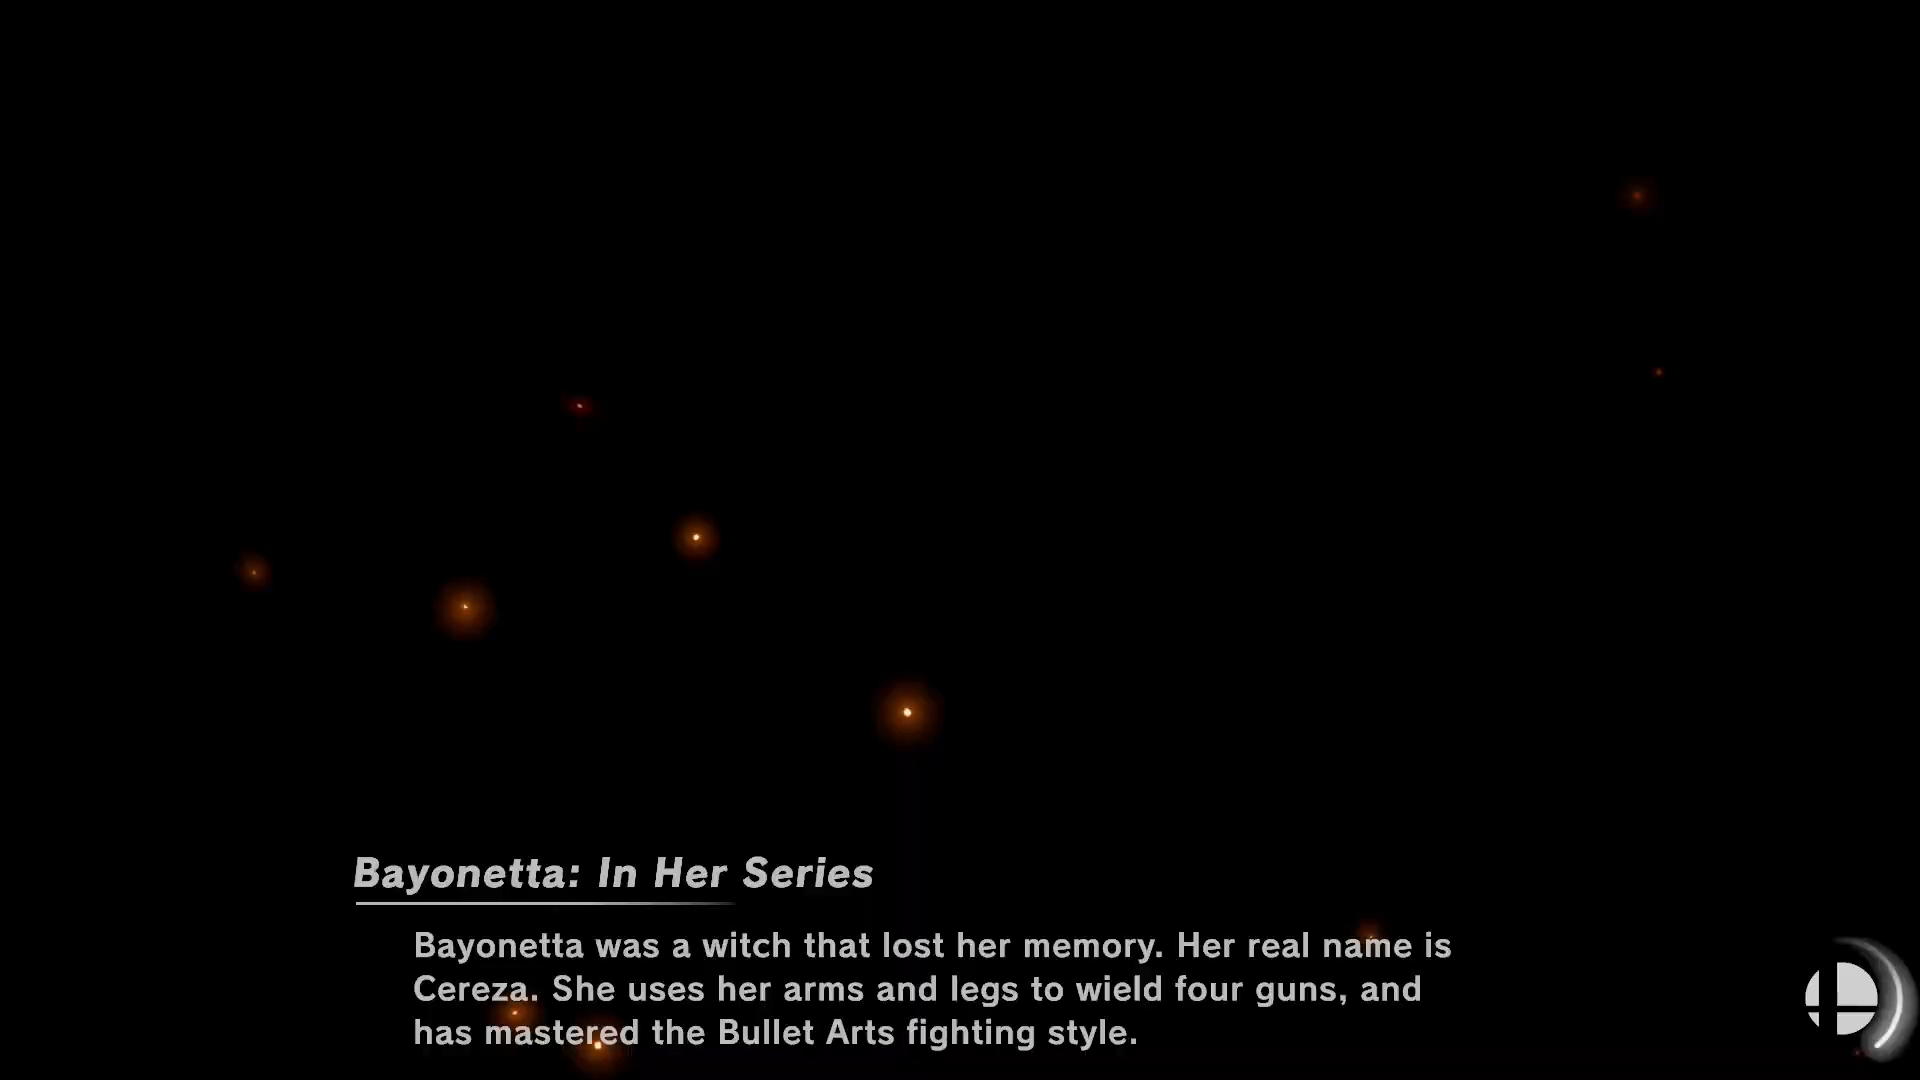 Bayonetta: In Her Series
Bayonetta was a witch that lost her memory. Her real name is
Cereza. She uses her arms and legs to wield four guns, and
has mastered the Bullet Arts fighting style.